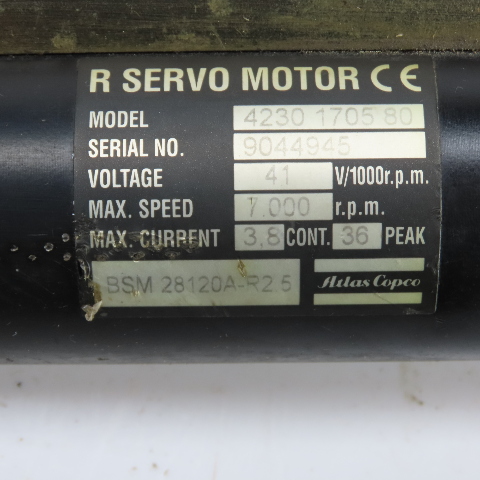 R SERVO MOTOR CE
MODEL 4230 1705 80
SERIAL NO. 9044945
VOLTAGE 41 V/1000r.p.m.
MAX. SPEED 7.000 r.p.m.
MAX. CURRENT 3,8 CONT. 36 PEAK
BSM 28120A-R2 5 Atlas Copco